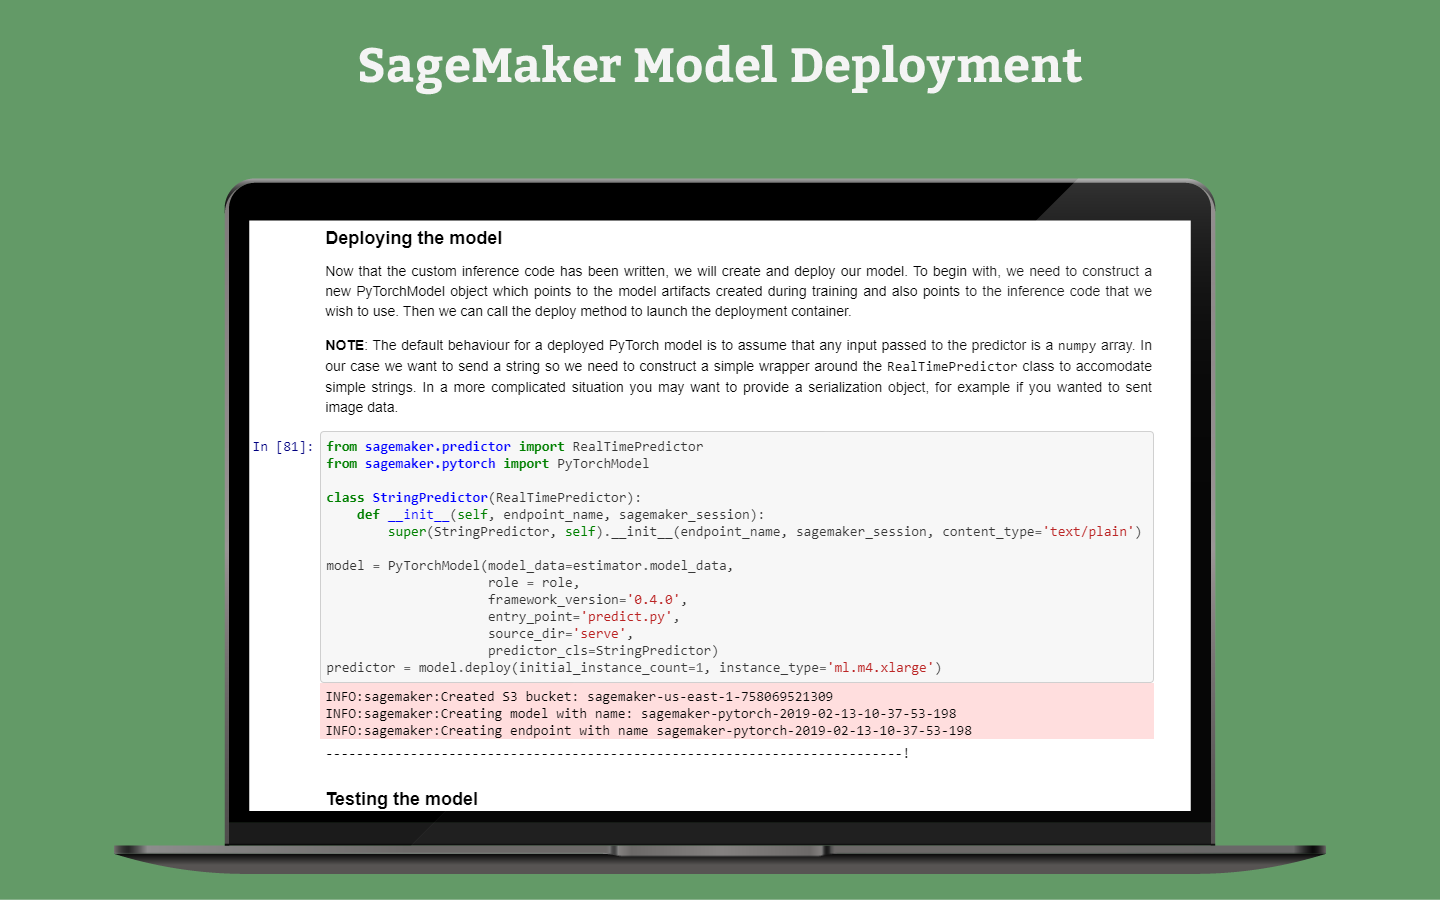 SageMaker Model Deployment
Deploying the model
Now that the custom inference code has been written, we will create and deploy our model. To begin with, we need to construct a
new PyTorchModel object which points to the model artifacts created during training and also points to the inference code that we
wish to use. Then we can call the deploy method to launch the deployment container.
NOTE: The default behaviour for a deployed PyTorch model is to assume that any input passed to the predictor is a numpy array. In
our case we want to send a string so we need to construct a simple wrapper around the RealTimePredictor class to accomodate
simple strings. In a more complicated situation you may want to provide a serialization object, for example if you wanted to sent
image data.
In [81]:
from sagemaker.predictor import RealTimePredictor
from sagemaker.pytorch import PyTorchModel
class StringPredictor(RealTimePredictor):
    def __init__(self, endpoint_name, sagemaker_session):
        super(StringPredictor, self).__init__(endpoint_name, sagemaker_session, content_type='text/plain')
model = PyTorchModel(model_data=estimator.model_data,
                     role = role,
                     framework_version='0.4.0',
                     entry_point='predict.py',
                     source_dir='serve',
                     predictor_cls=StringPredictor)
predictor = model.deploy(initial_instance_count=1, instance_type='ml.m4.xlarge')
INFO:sagemaker:Created S3 bucket: sagemaker-us-east-1-758069521309
INFO:sagemaker:Creating model with name: sagemaker-pytorch-2019-02-13-10-37-53-198
INFO:sagemaker:Creating endpoint with name sagemaker-pytorch-2019-02-13-10-37-53-198
---------------------------------------------------------------------------!
Testing the model